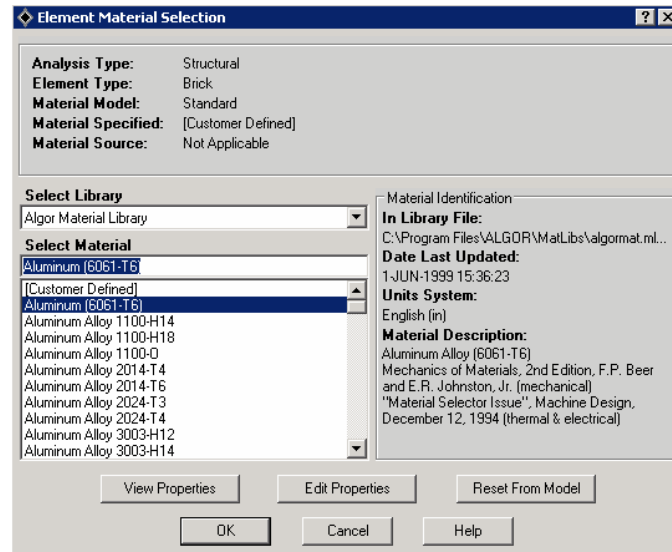 Element Material Selection
Analysis Type: Structural
Element Type: Brick
Material Model: Standard
Material Specified: [Customer Defined]
Material Source: Not Applicable
Select Library
Algor Material Library
Select Material
Aluminum (6061-T6)
[Customer Defined]
Aluminum (6061-T6)
Aluminum Alloy 1100-H14
Aluminum Alloy 1100-H18
Aluminum Alloy 1100-O
Aluminum Alloy 2014-T4
Aluminum Alloy 2014-T6
Aluminum Alloy 2024-T3
Aluminum Alloy 2024-T4
Aluminum Alloy 3003-H12
Aluminum Alloy 3003-H14
Material Identification
In Library File:
C:\Program Files\ALGOR\MatLibs\algormat.ml...
Date Last Updated:
1-JUN-1999 15:36:23
Units System:
English (in)
Material Description:
Aluminum Alloy (6061-T6)
Mechanics of Materials, 2nd Edition, F.P. Beer
and E.R. Johnston, Jr. (mechanical)
"Material Selector Issue", Machine Design,
December 12, 1994 (thermal & electrical)
View Properties Edit Properties Reset From Model
OK Cancel Help